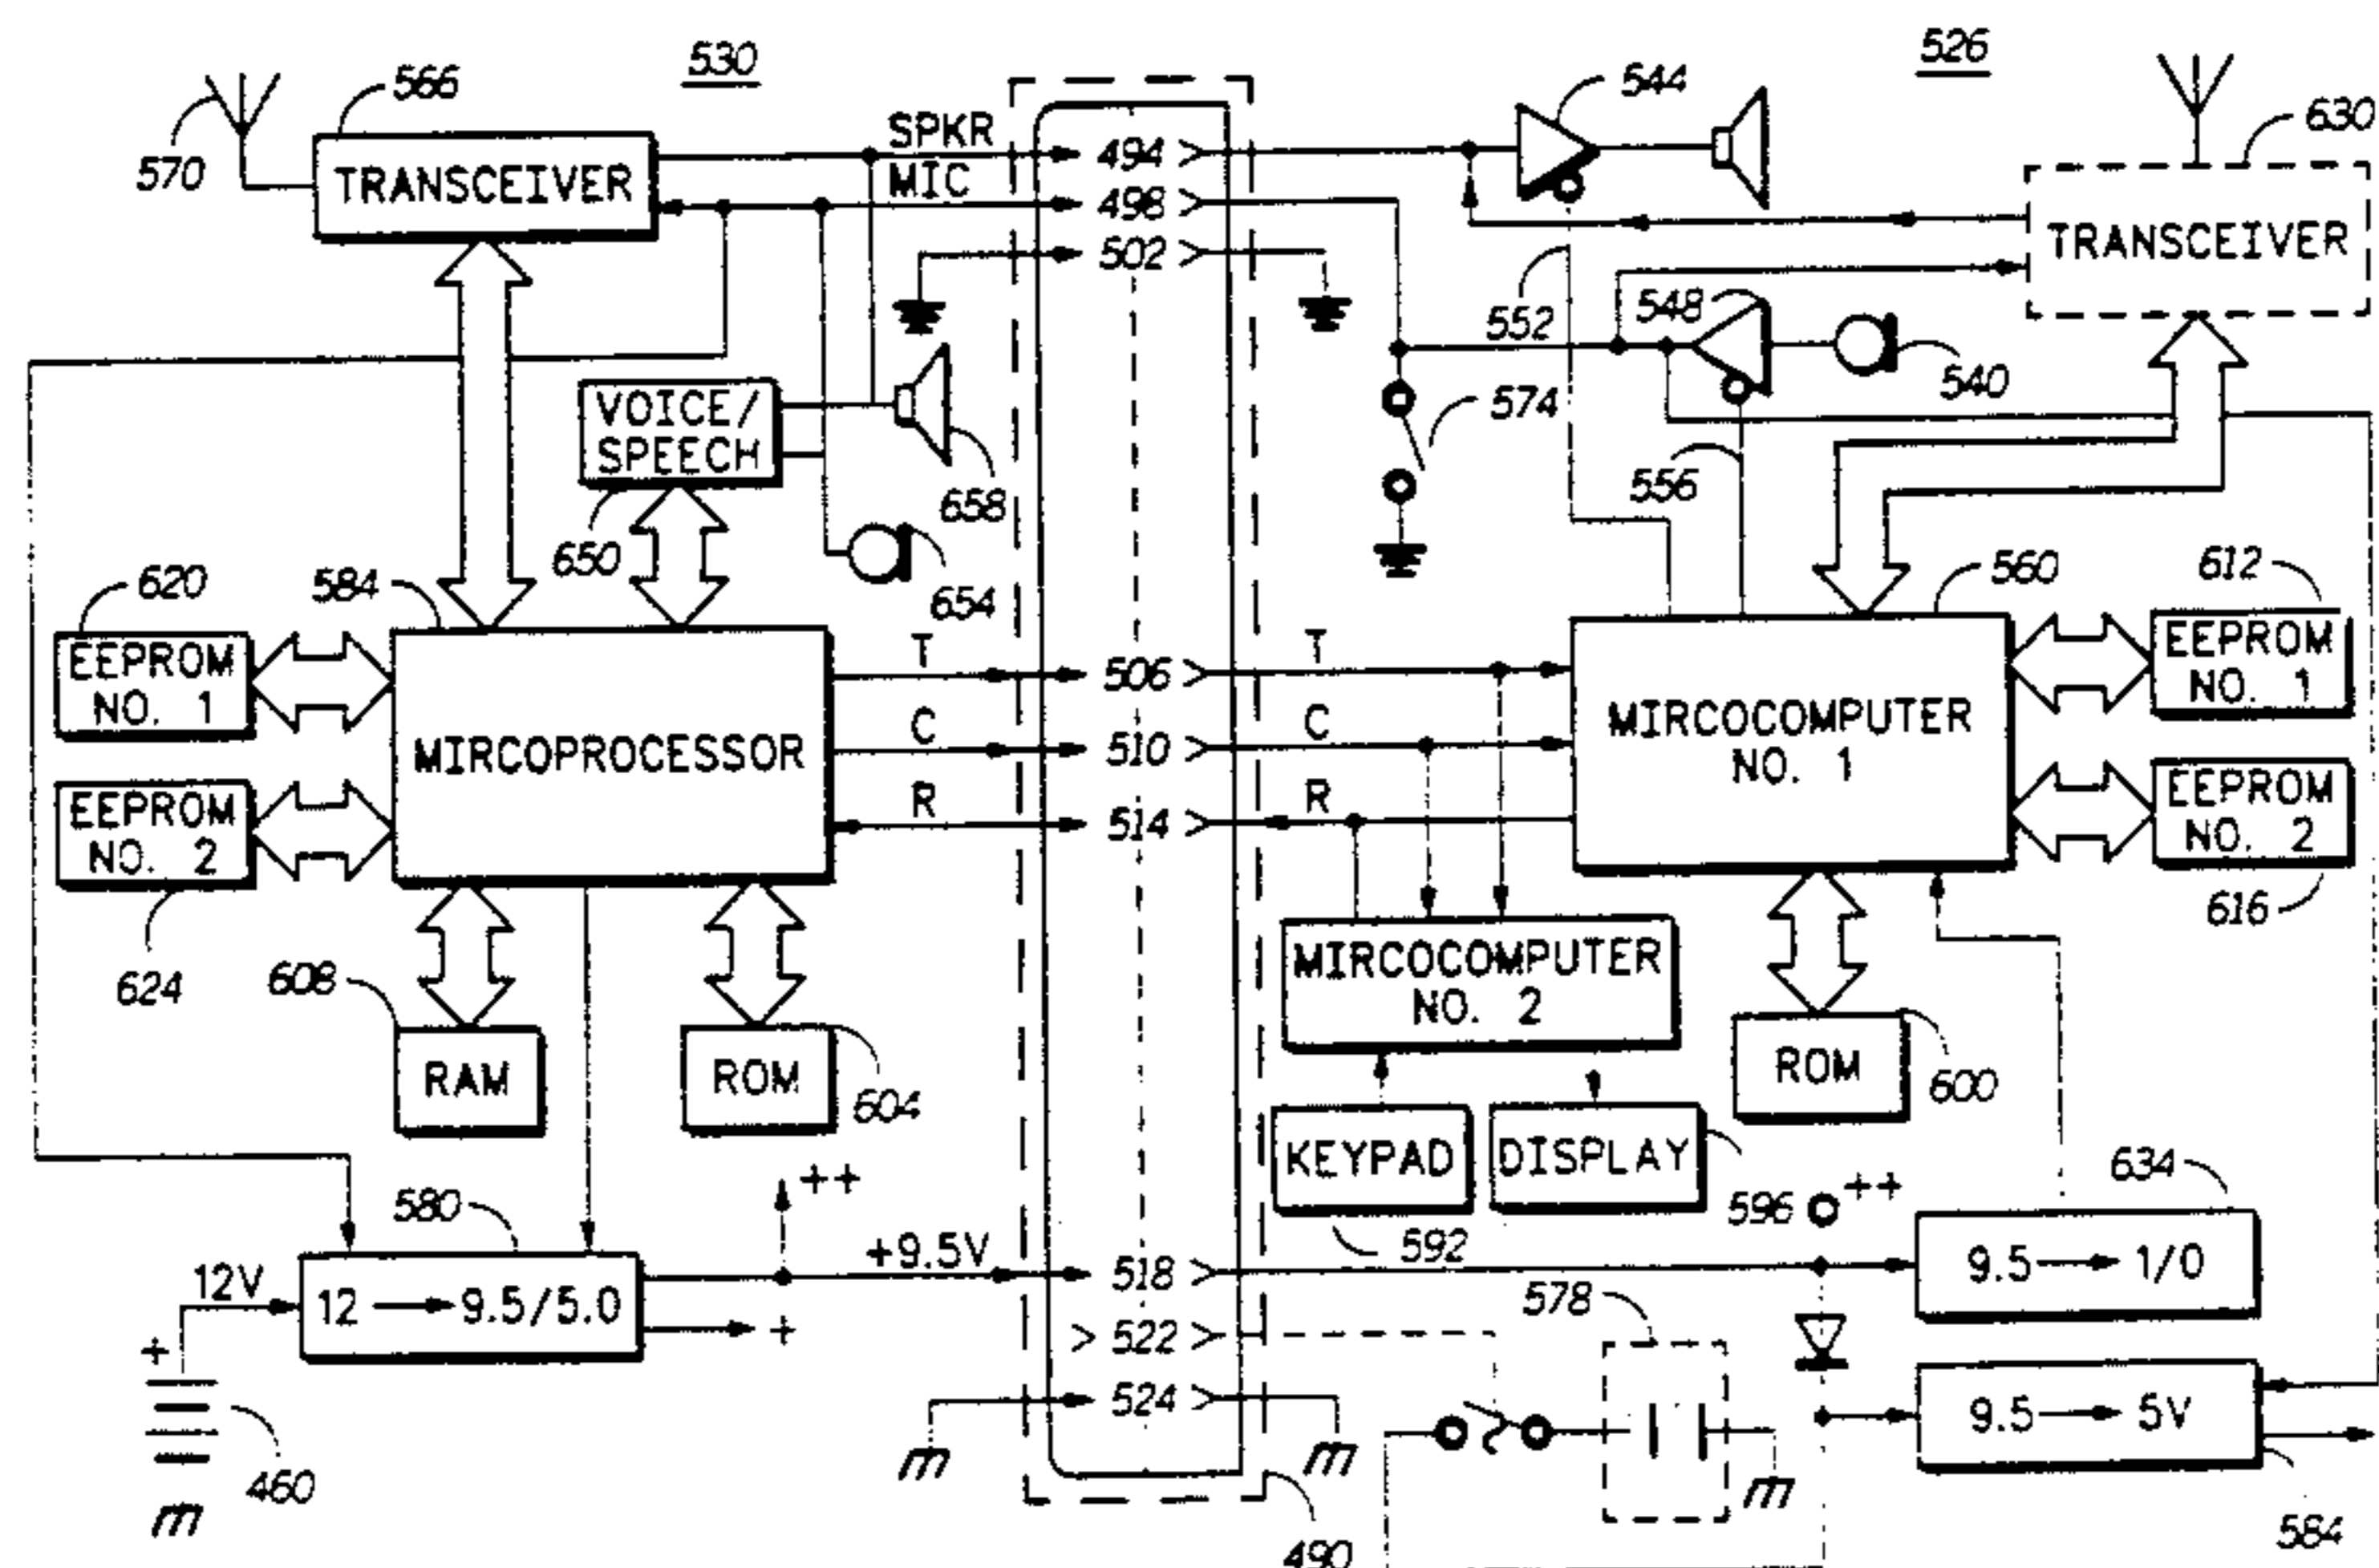 530
526
566
570
TRANSCEIVER
SPKR
MIC
494
498
502
544
630
TRANSCEIVER
552
548
540
574
556
VOICE/
SPEECH
650
658
654
620
584
EEPROM
NO. 1
EEPROM
NO. 2
624
MIRCOPROCESSOR
T
C
R
506
510
514
T
C
R
560
612
MIRCOCOMPUTER
NO. 1
EEPROM
NO. 1
EEPROM
NO. 2
616
608
RAM
ROM
604
MIRCOCOMPUTER
NO. 2
ROM
600
KEYPAD
DISPLAY
592
596
++
634
580
++
+9.5V
12V
12 → 9.5/5.0
+
+
460
518
522
524
490
578
9.5 → 1/0
9.5 → 5V
584